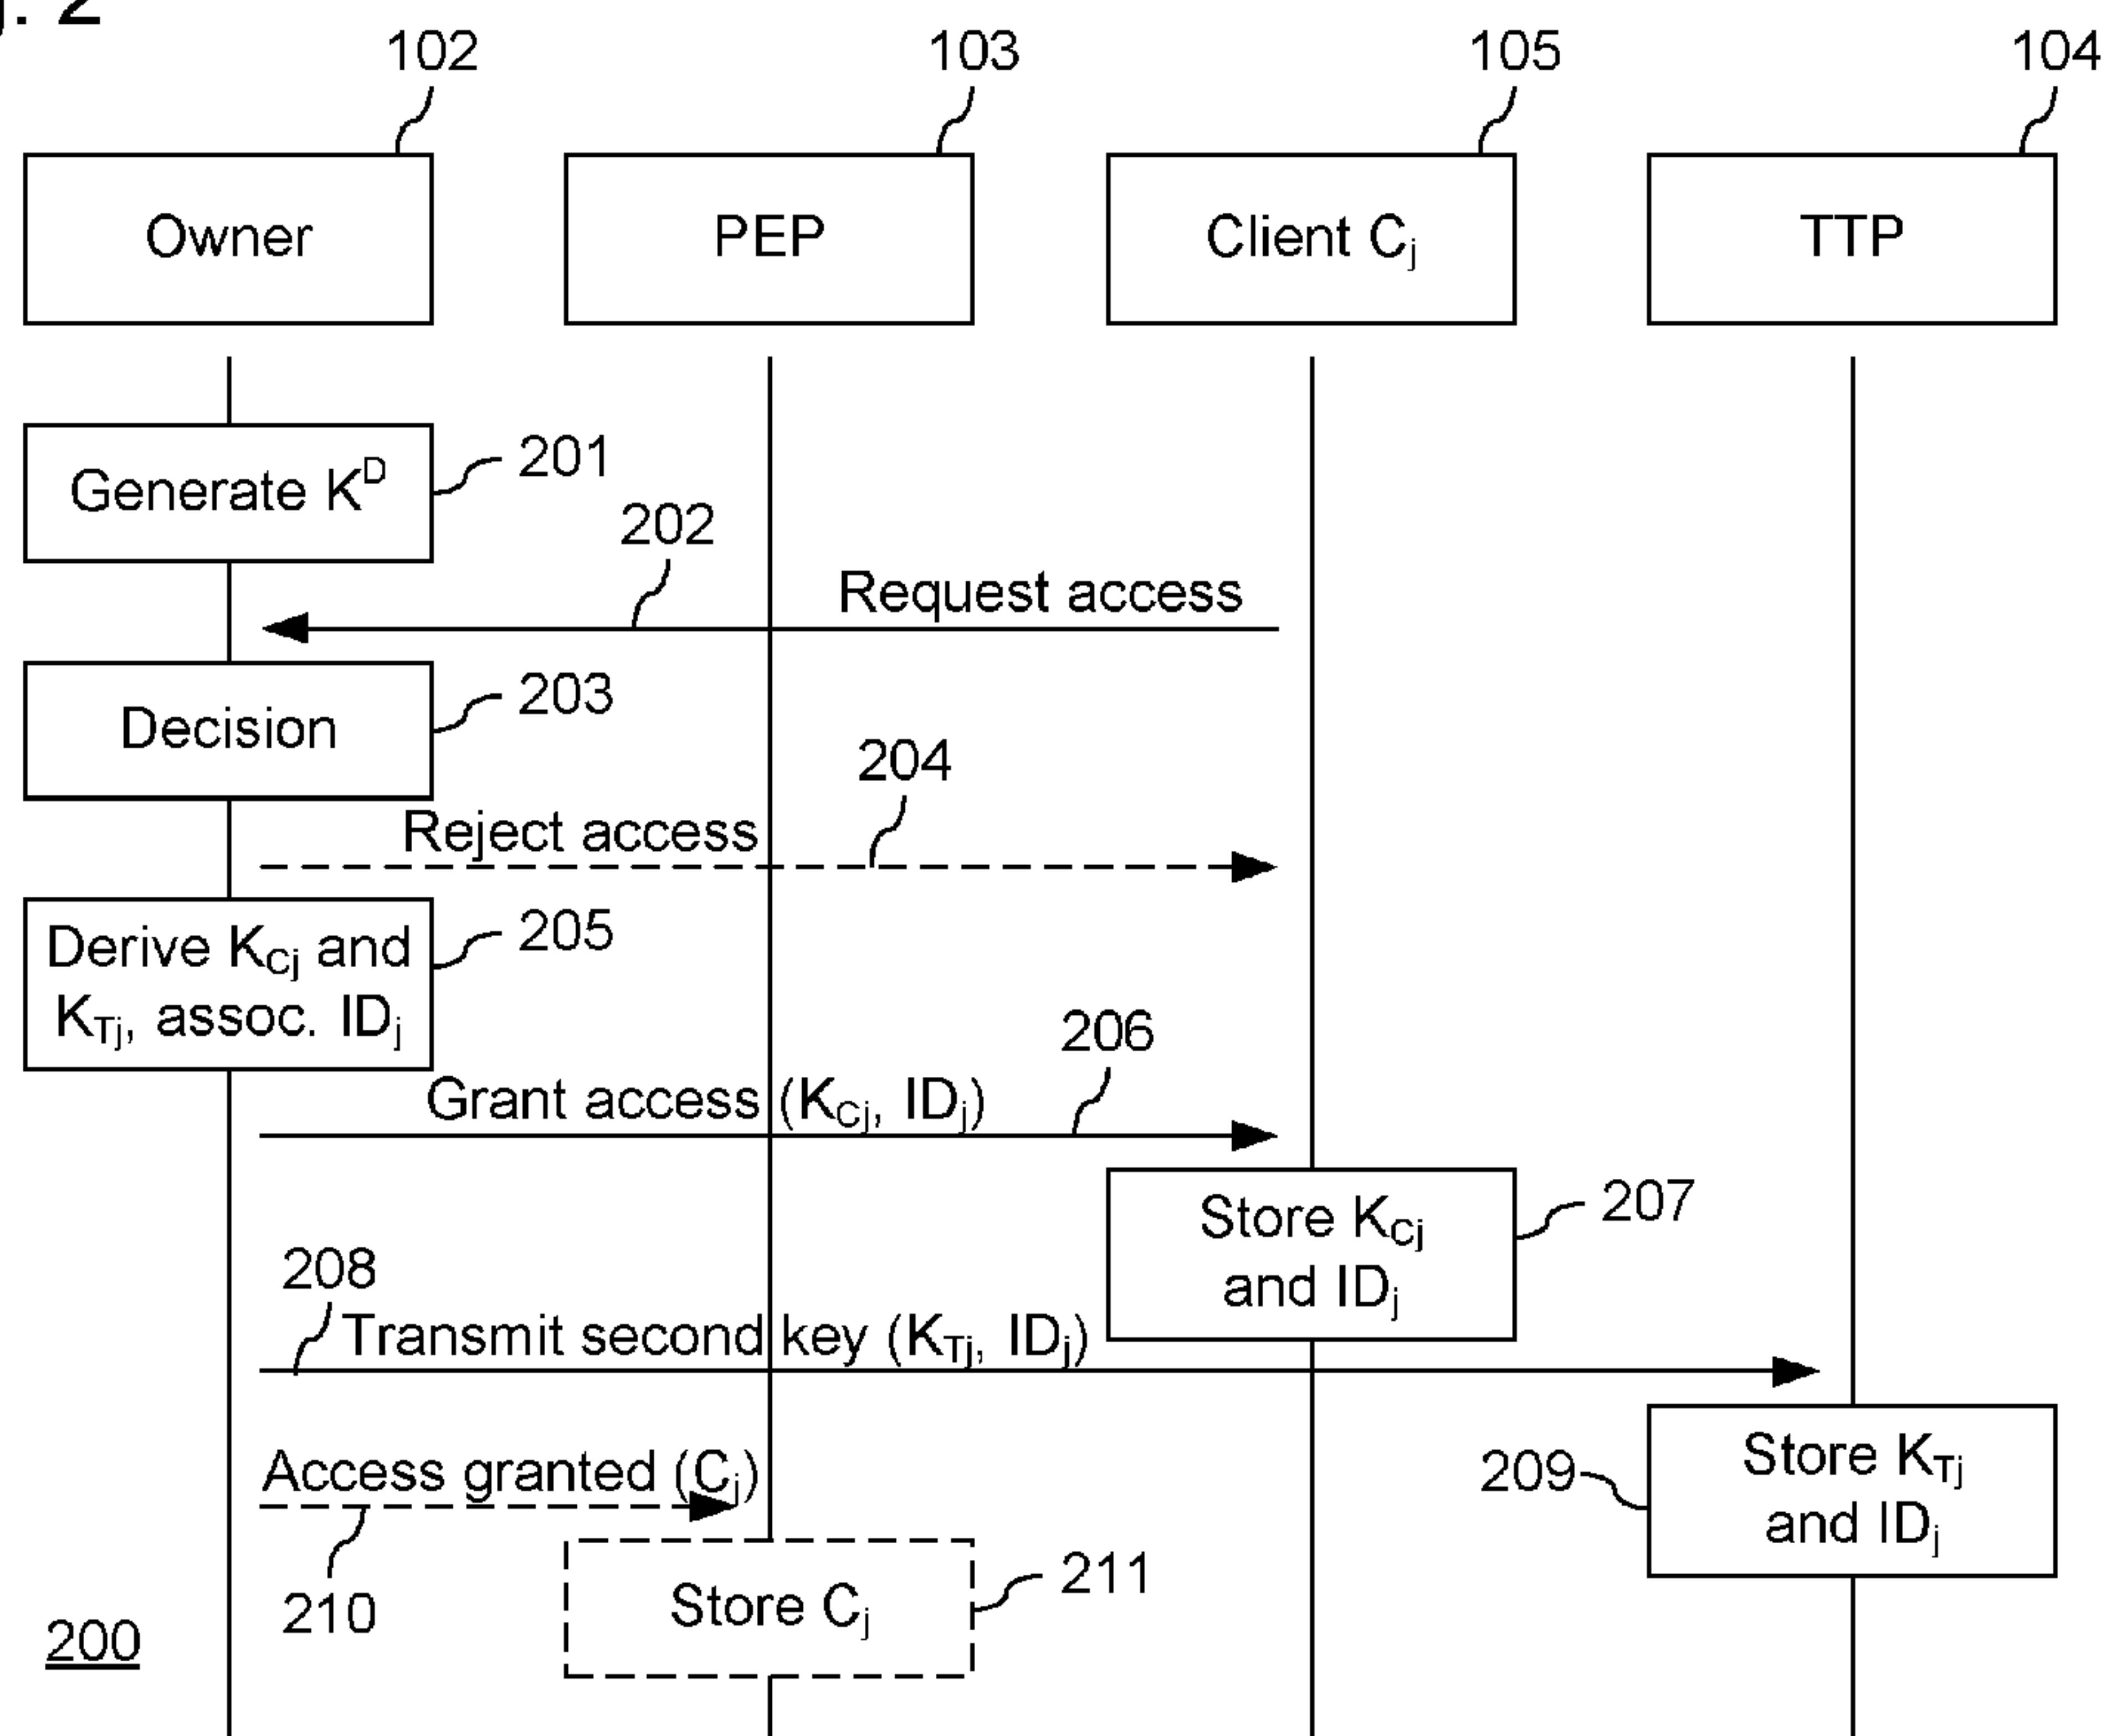 . 2
102
103
105
104
Owner
PEP
Client Cj
TTP
Generate K^D
201
202
Request access
Decision
203
204
Reject access
Derive KCj and
KTj, assoc. IDj
205
206
Grant access (KCj, IDj)
Store KCj
and IDj
207
208
Transmit second key (KTj, IDj)
Access granted (Cj)
209
Store KTj
and IDj
210
Store Cj
211
200